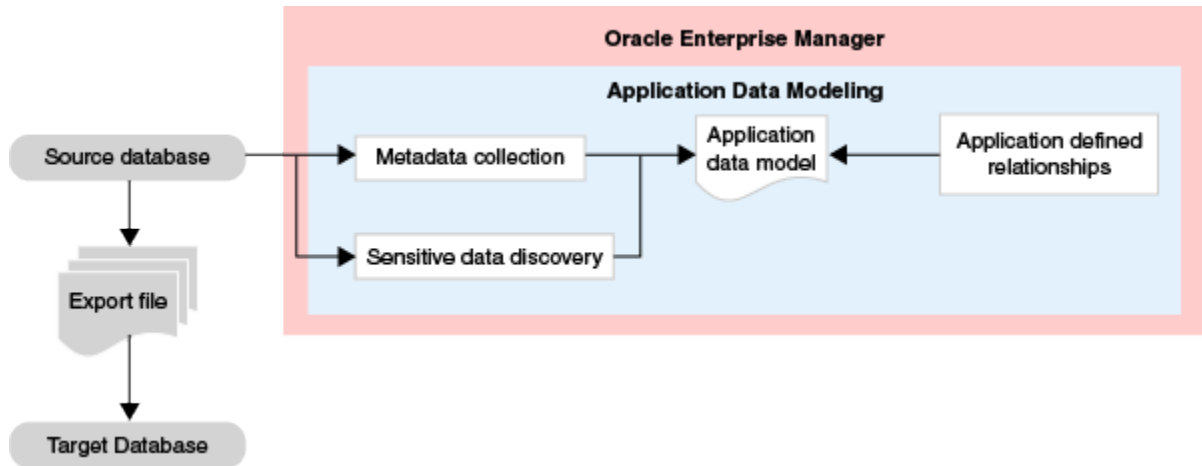 Oracle Enterprise Manager
Application Data Modeling
Source database
Metadata collection
Application
data model
Application defined
relationships
Sensitive data discovery
Export file
Target Database